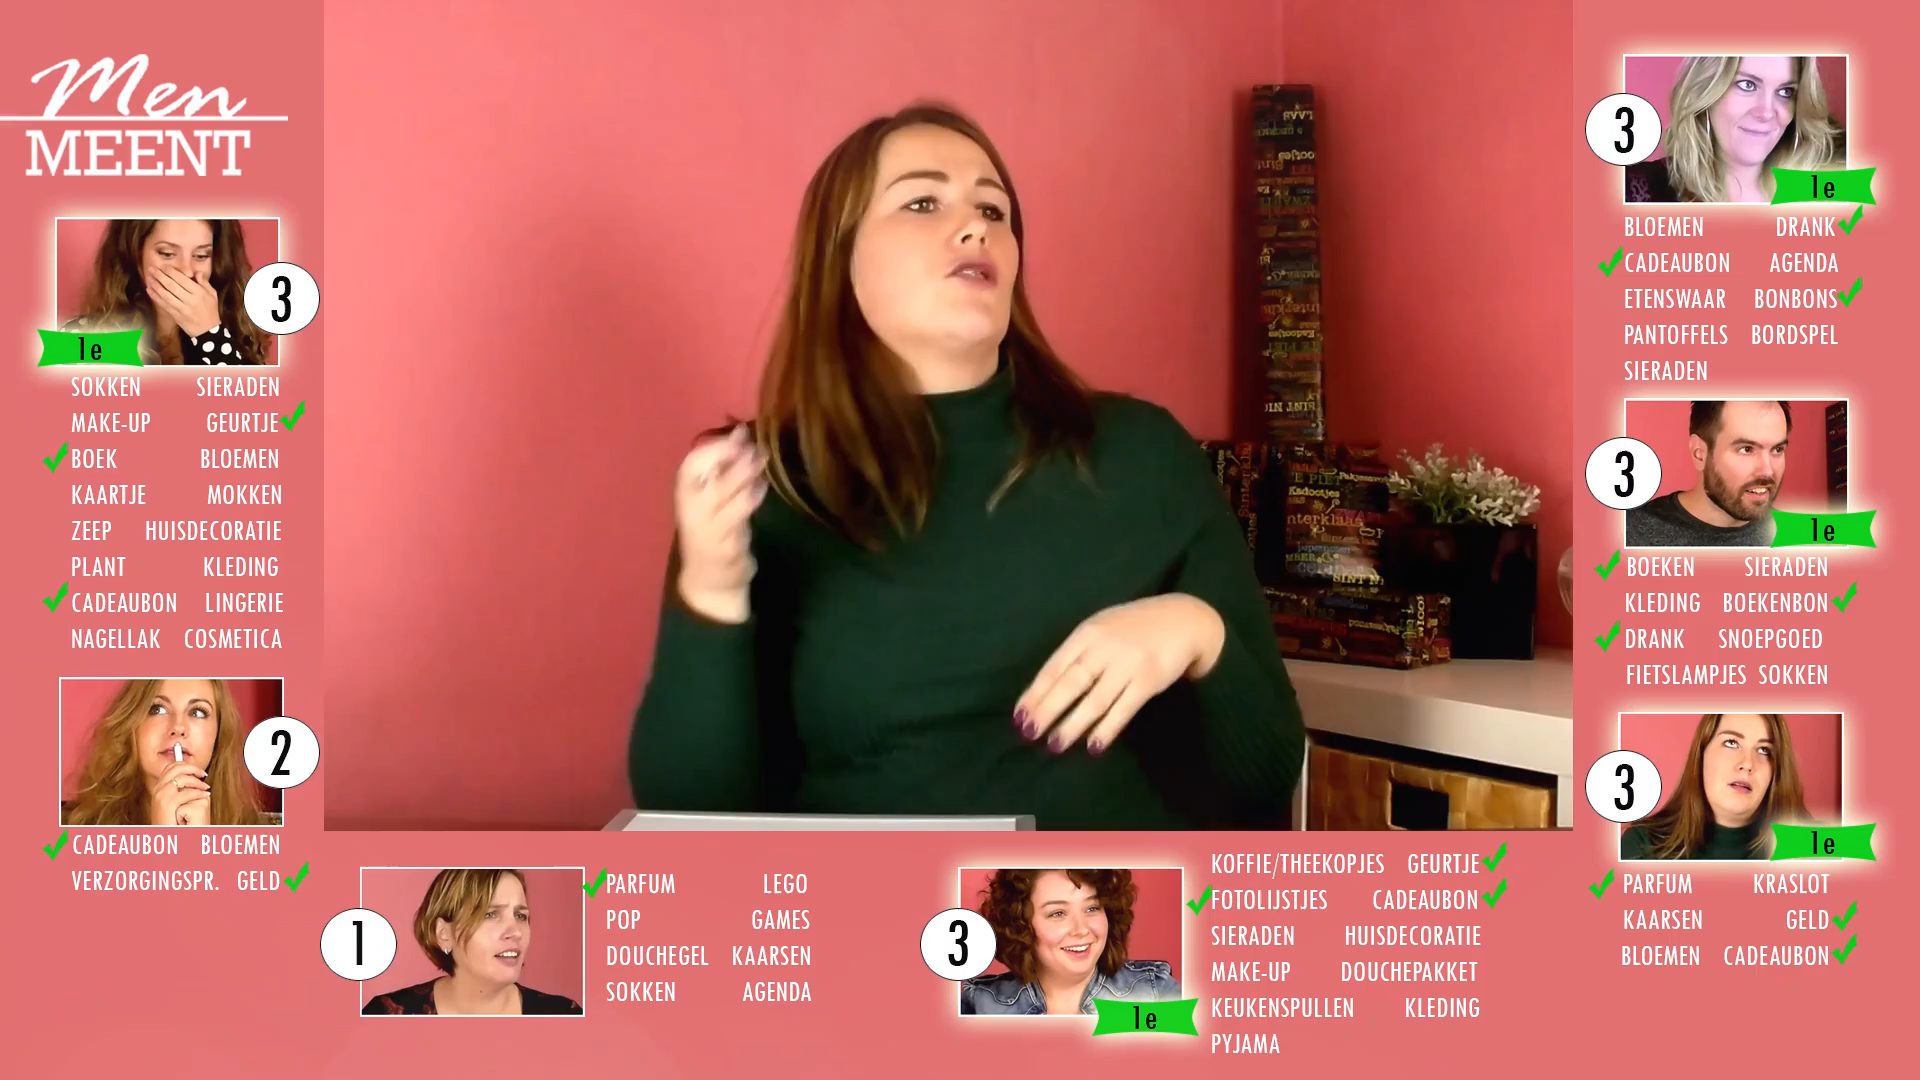 Men
MEENT
3
1e
SOKKEN SIERADEN
MAKE-UP GEURTJE
BOEK BLOEMEN
KAARTJE MOKKEN
ZEEP HUISDECORATIE
PLANT KLEDING
CADEAUBON LINGERIE
NAGELLAK COSMETICA
2
CADEAUBON BLOEMEN
VERZORGINGSPR. GELD
1
PARFUM LEGO
POP GAMES
DOUCHEGEL KAARSEN
SOKKEN AGENDA
3
1e
KOFFIE/THEEKOPJES GEURTJE
FOTOLIJSTJES CADEAUBON
SIERADEN HUISDECORATIE
MAKE-UP DOUCHEPAKKET
KEUKENSPULLEN KLEDING
PYJAMA
3
1e
BLOEMEN DRANK
CADEAUBON AGENDA
ETENSWAAR BONBONS
PANTOFFELS BORDSPEL
SIERADEN
3
1e
BOEKEN SIERADEN
KLEDING BOEKENBON
DRANK SNOEPGOED
FIETSLAMPJES SOKKEN
3
1e
PARFUM KRASLOT
KAARSEN GELD
BLOEMEN CADEAUBON
Kadootjes